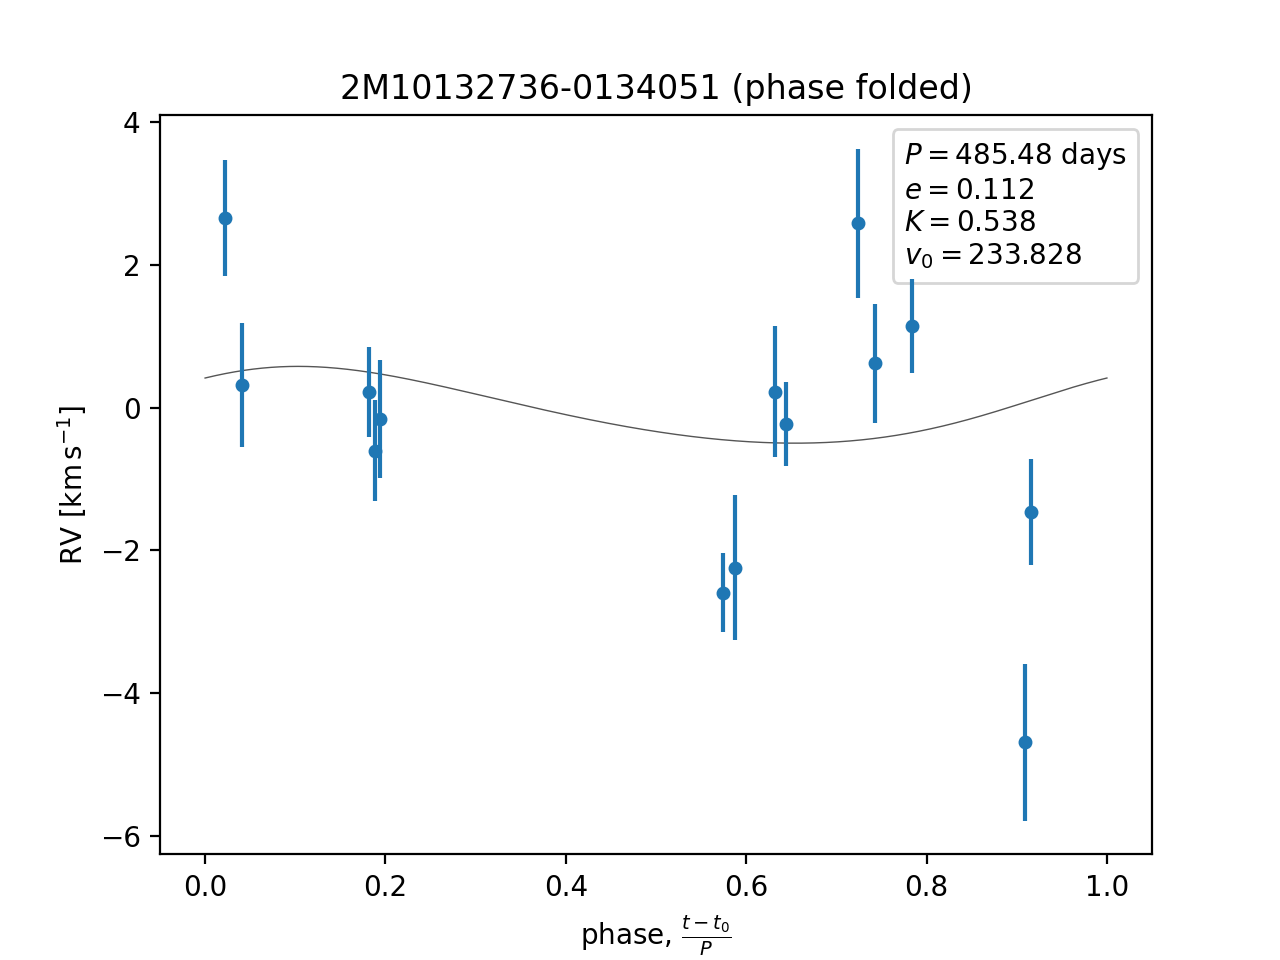 2M10132736-0134051 (phase folded)
P = 485.48 days
e = 0.112
K = 0.538
v₀ = 233.828
4
2
0
−2
−4
−6
RV [km s⁻¹]
0.0 0.2 0.4 0.6 0.8 1.0
phase, (t − t₀)/P